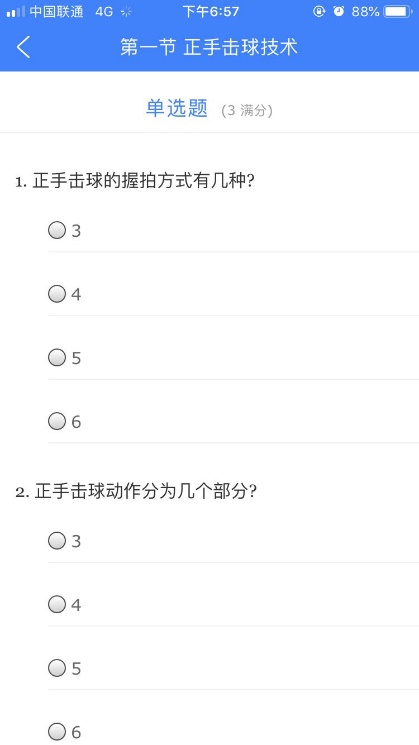 中国联通 4G 下午6:57 88%
第一节 正手击球技术
单选题 (3 满分)
1. 正手击球的握拍方式有几种?
3
4
5
6
2. 正手击球动作分为几个部分?
3
4
5
6